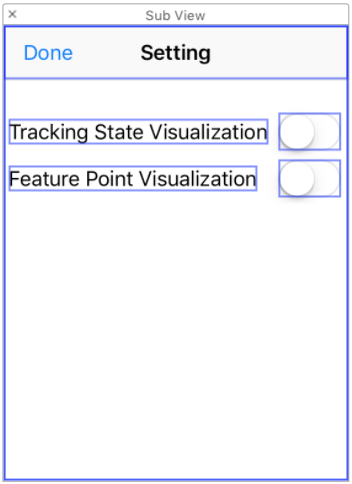 Sub View
Done Setting
Tracking State Visualization
Feature Point Visualization